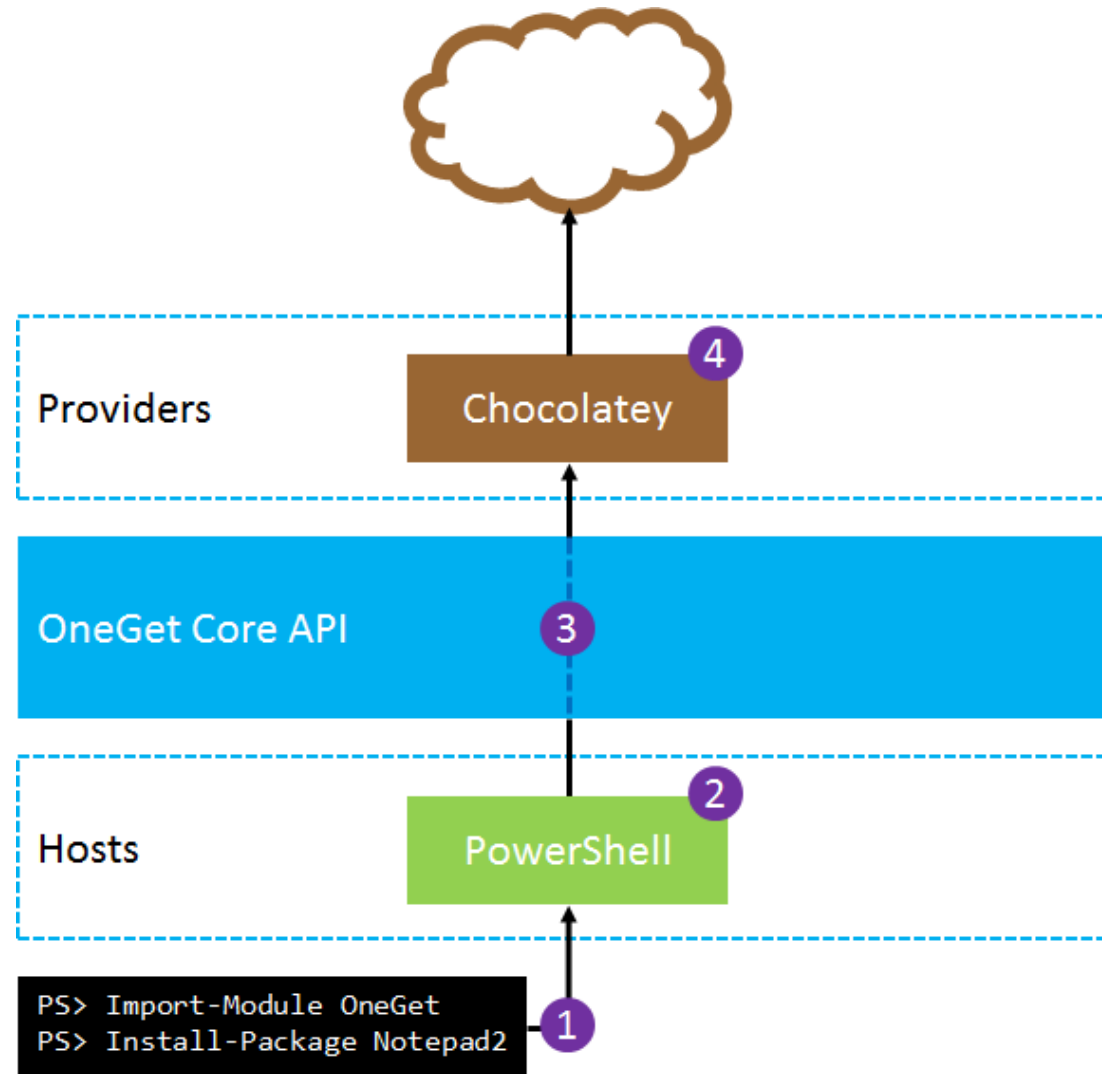 4
Providers
Chocolatey
OneGet Core API
3
2
Hosts
PowerShell
PS> Import-Module OneGet
PS> Install-Package Notepad2
1